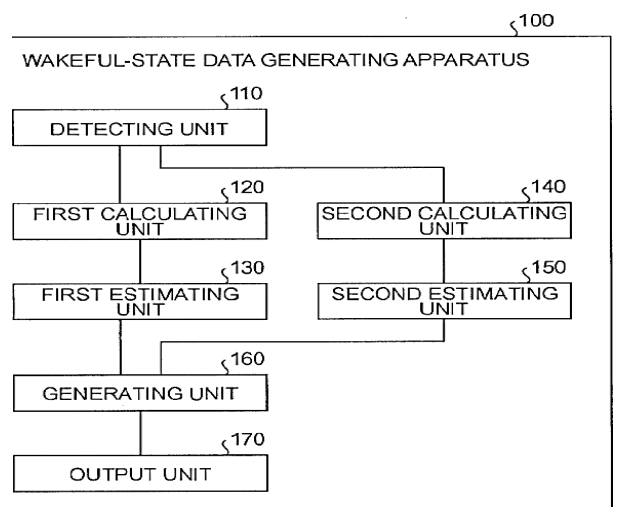 100
WAKEFUL-STATE DATA GENERATING APPARATUS
110
DETECTING UNIT
120
FIRST CALCULATING
UNIT
140
SECOND CALCULATING
UNIT
130
FIRST ESTIMATING
UNIT
150
SECOND ESTIMATING
UNIT
160
GENERATING UNIT
170
OUTPUT UNIT